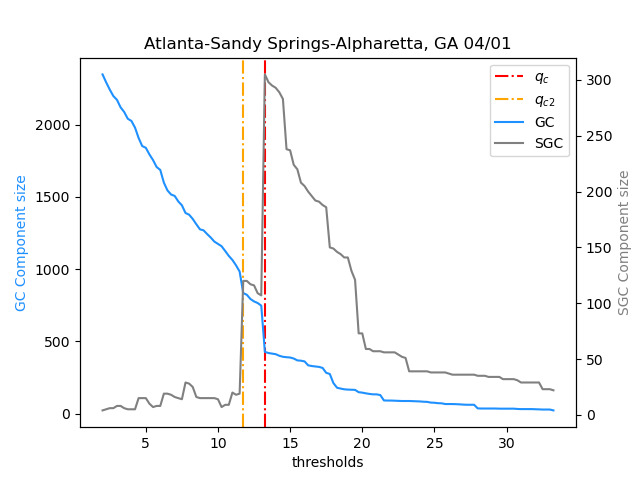 Atlanta-Sandy Springs-Alpharetta, GA 04/01
q_c
q_c2
GC
SGC
GC Component size
2000
1500
1000
500
0
SGC Component size
300
250
200
150
100
50
0
5 10 15 20 25 30
thresholds